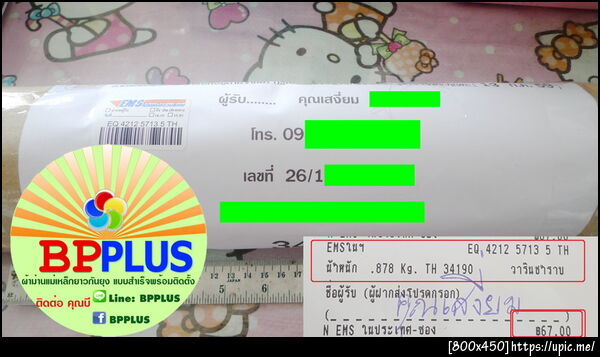 EMS
EQ 4212 5713 5 TH
ผู้รับ........ คุณเสงี่ยม
โทร. 09
เลขที่ 26/1
BPPLUS
ผ้าม่านแม่เหล็กยาวกันยุง แบบสำเร็จพร้อมติดตั้ง
ติดต่อ คุณบี
Line: BPPLUS
BPPLUS
฿67.00
EMSในฯ EQ 4212 5713 5 TH
น้ำหนัก .878 Kg. TH 34190 วารินชำราบ
ชื่อผู้รับ (ผู้ฝากส่งโปรดกรอก)
คุณเสงี่ยม
N EMS ในประเทศ-ซอง ฿67.00
[800x450]https://upic.me/